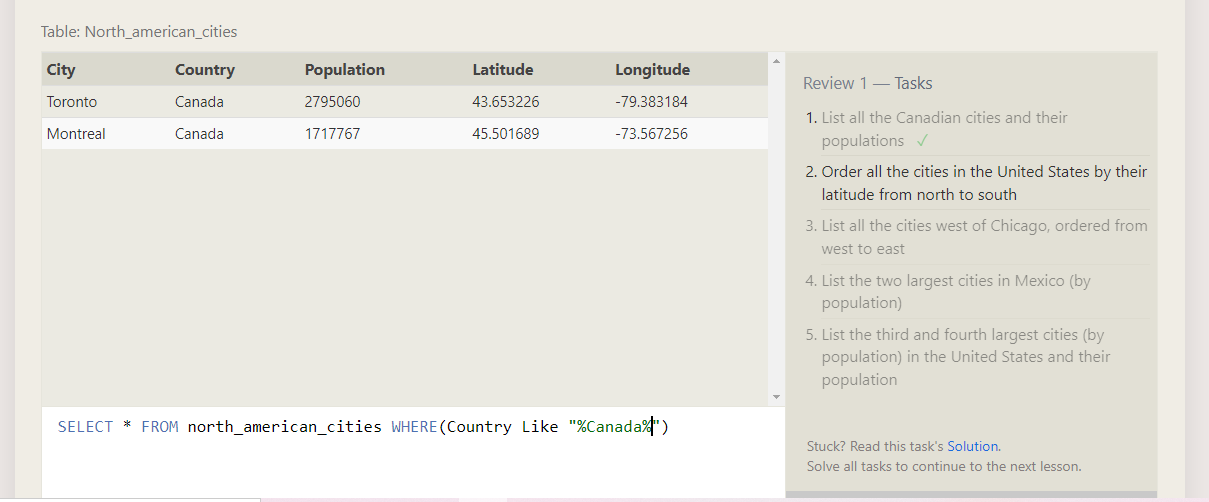 Table: North_american_cities
City Country Population Latitude Longitude
Toronto Canada 2795060 43.653226 -79.383184
Montreal Canada 1717767 45.501689 -73.567256
SELECT * FROM north_american_cities WHERE(Country Like "%Canada%")
Review 1 — Tasks
1. List all the Canadian cities and their
populations ✓
2. Order all the cities in the United States by their
latitude from north to south
3. List all the cities west of Chicago, ordered from
west to east
4. List the two largest cities in Mexico (by
population)
5. List the third and fourth largest cities (by
population) in the United States and their
population
Stuck? Read this task's Solution.
Solve all tasks to continue to the next lesson.